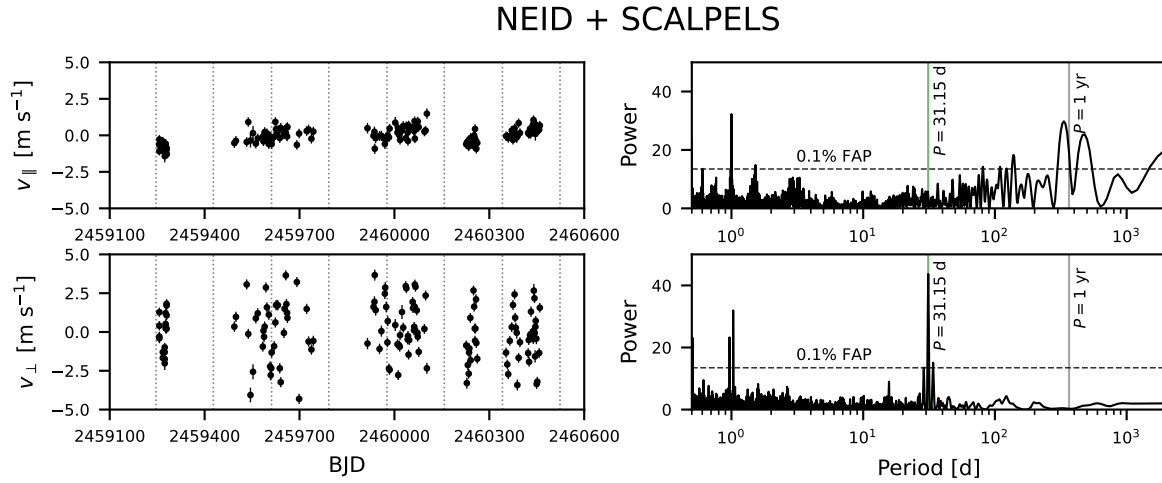 NEID + SCALPELS
5.0
2.5
0.0
−2.5
−5.0
v∥ [m s⁻¹]
2459100 2459400 2459700 2460000 2460300 2460600
40
20
0
Power
0.1% FAP
P = 31.15 d
P = 1 yr
10⁰ 10¹ 10² 10³
5.0
2.5
0.0
−2.5
−5.0
v⊥ [m s⁻¹]
2459100 2459400 2459700 2460000 2460300 2460600
BJD
40
20
0
Power
0.1% FAP
P = 31.15 d
P = 1 yr
10⁰ 10¹ 10² 10³
Period [d]